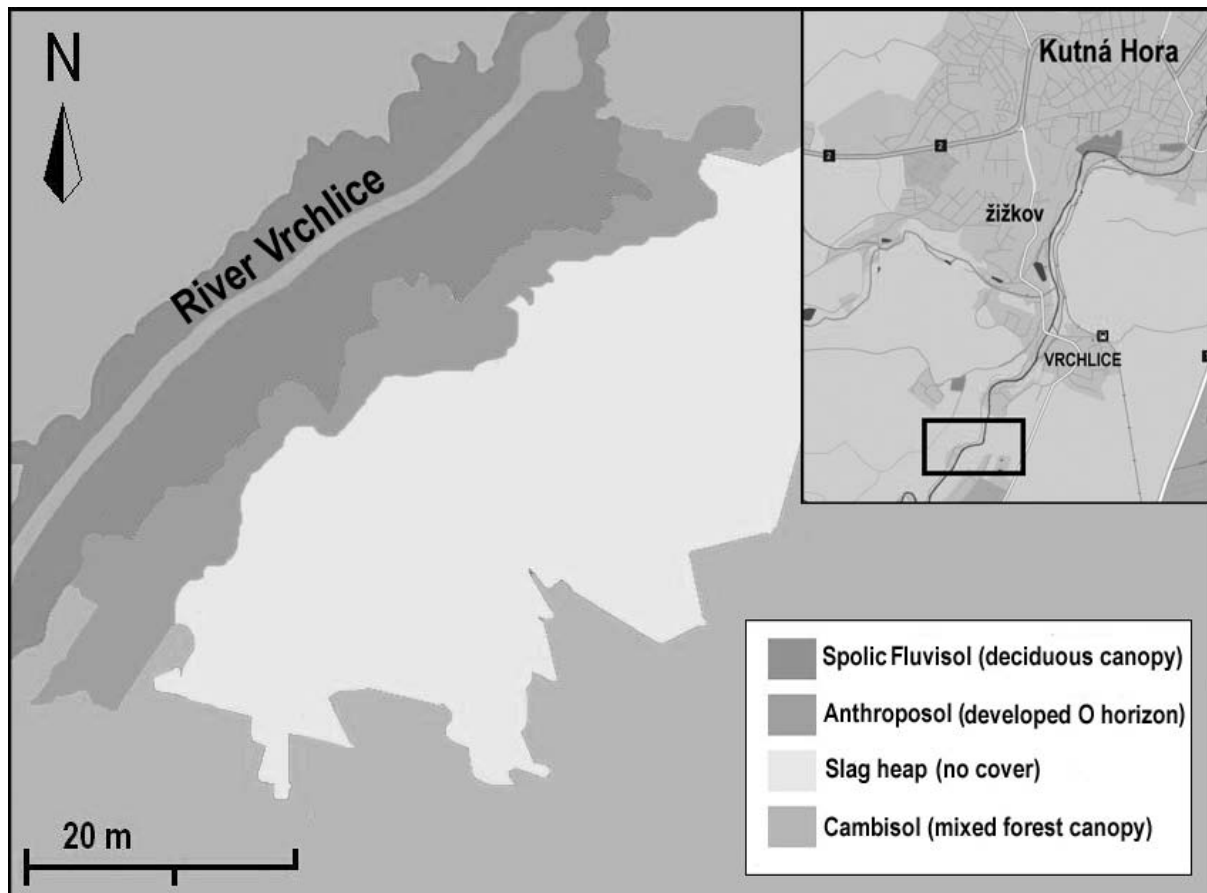 N
River Vrchlice
Kutná Hora
2
2
žižkov
VRCHLICE
Spolic Fluvisol (deciduous canopy)
Anthroposol (developed O horizon)
Slag heap (no cover)
Cambisol (mixed forest canopy)
20 m